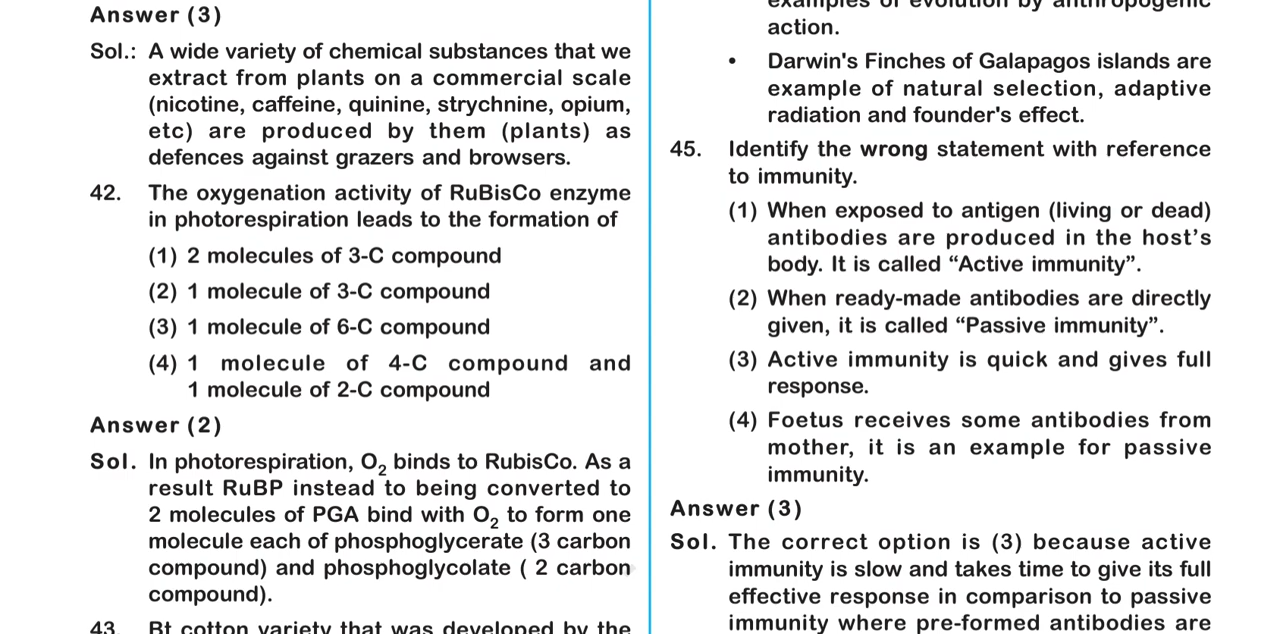 Answer (3)
Sol.: A wide variety of chemical substances that we
extract from plants on a commercial scale
(nicotine, caffeine, quinine, strychnine, opium,
etc) are produced by them (plants) as
defences against grazers and browsers.
42. The oxygenation activity of RuBisCo enzyme
in photorespiration leads to the formation of
(1) 2 molecules of 3-C compound
(2) 1 molecule of 3-C compound
(3) 1 molecule of 6-C compound
(4) 1 molecule of 4-C compound and
1 molecule of 2-C compound
Answer (2)
Sol. In photorespiration, O₂ binds to RubisCo. As a
result RuBP instead to being converted to
2 molecules of PGA bind with O₂ to form one
molecule each of phosphoglycerate (3 carbon
compound) and phosphoglycolate ( 2 carbon
compound).
43. Bt cotton variety that was developed by the
examples of evolution by anthropogenic
action.
• Darwin's Finches of Galapagos islands are
example of natural selection, adaptive
radiation and founder's effect.
45. Identify the wrong statement with reference
to immunity.
(1) When exposed to antigen (living or dead)
antibodies are produced in the host’s
body. It is called “Active immunity”.
(2) When ready-made antibodies are directly
given, it is called “Passive immunity”.
(3) Active immunity is quick and gives full
response.
(4) Foetus receives some antibodies from
mother, it is an example for passive
immunity.
Answer (3)
Sol. The correct option is (3) because active
immunity is slow and takes time to give its full
effective response in comparison to passive
immunity where pre-formed antibodies are